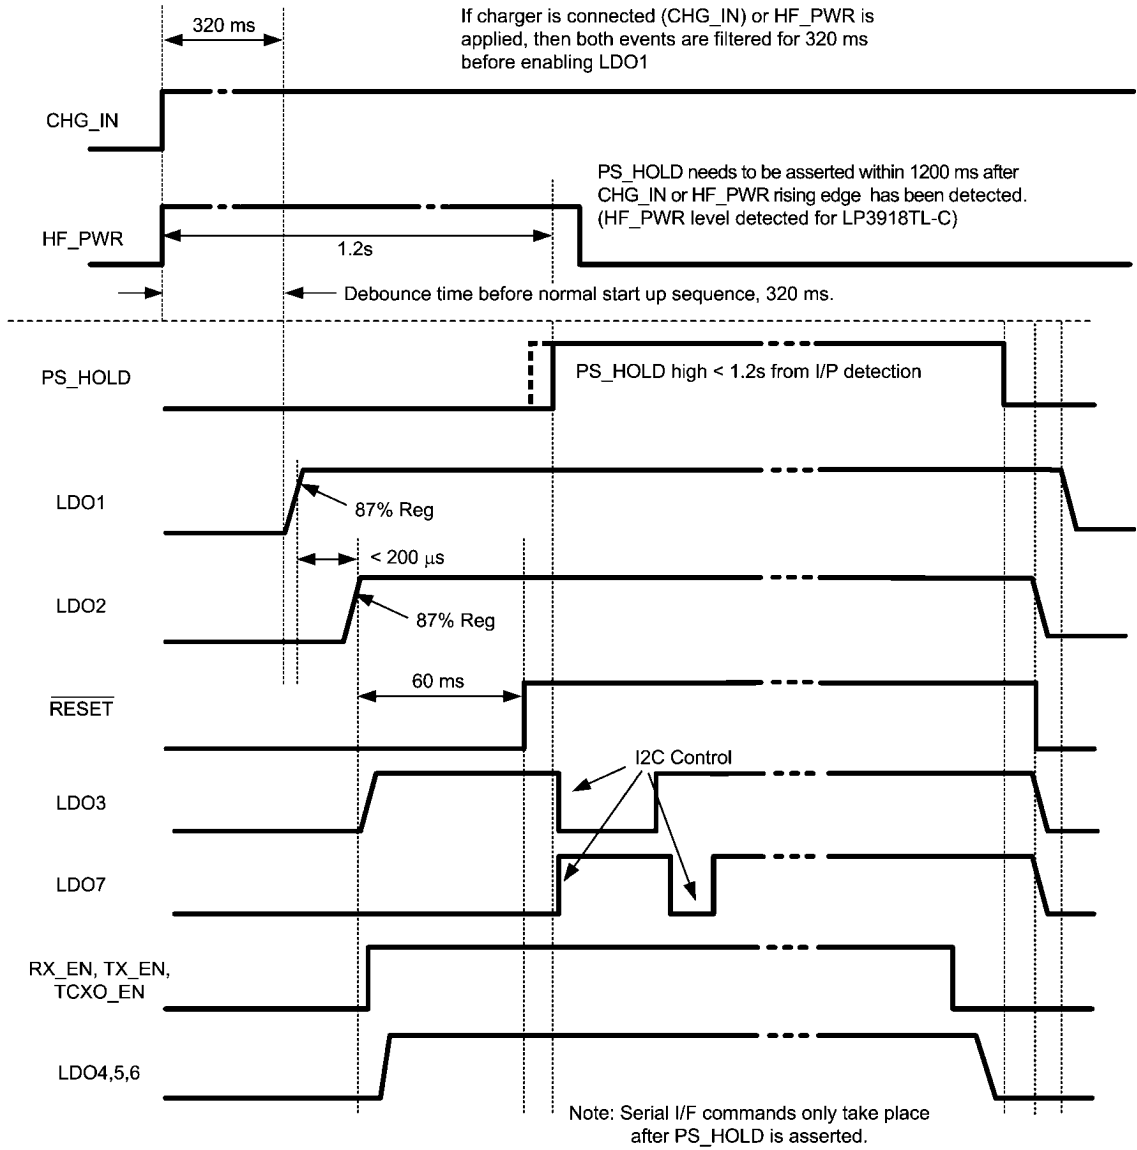 320 ms
If charger is connected (CHG_IN) or HF_PWR is
applied, then both events are filtered for 320 ms
before enabling LDO1
CHG_IN
PS_HOLD needs to be asserted within 1200 ms after
CHG_IN or HF_PWR rising edge has been detected.
(HF_PWR level detected for LP3918TL-C)
HF_PWR
1.2s
Debounce time before normal start up sequence, 320 ms.
PS_HOLD
PS_HOLD high < 1.2s from I/P detection
LDO1
87% Reg
< 200 μs
LDO2
87% Reg
60 ms
RESET
I2C Control
LDO3
LDO7
RX_EN, TX_EN,
TCXO_EN
LDO4,5,6
Note: Serial I/F commands only take place
after PS_HOLD is asserted.